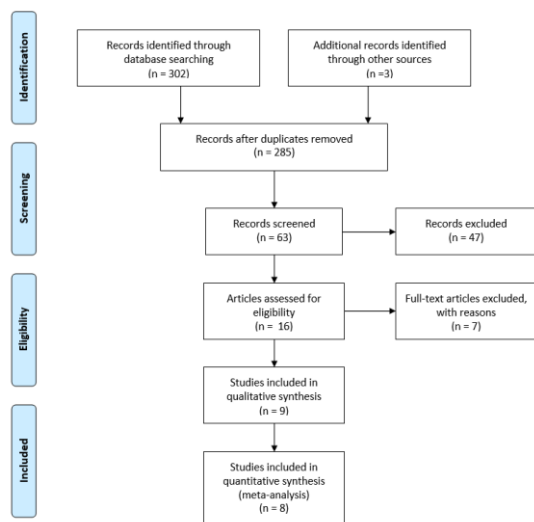 Identification
Records identified through
database searching
(n = 302)
Additional records identified
through other sources
(n =3)
Records after duplicates removed
(n = 285)
Screening
Records screened
(n = 63)
Records excluded
(n = 47)
Eligibility
Articles assessed for
eligibility
(n = 16)
Full-text articles excluded,
with reasons
(n = 7)
Studies included in
qualitative synthesis
(n = 9)
Included
Studies included in
quantitative synthesis
(meta-analysis)
(n = 8)